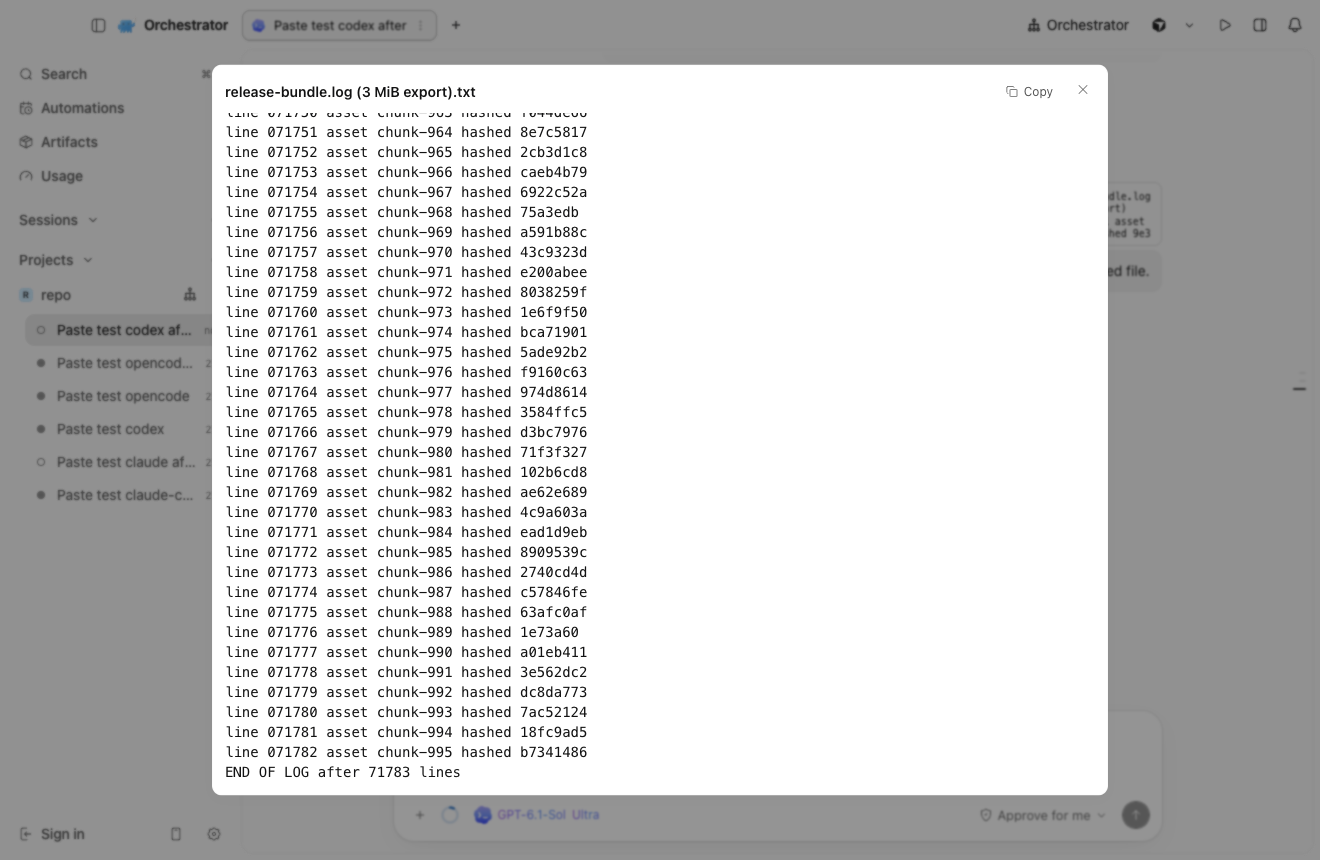 Orchestrator
Paste test codex after
Orchestrator
Search
Automations
Artifacts
Usage
Sessions
Projects
R repo
Paste test codex af...
Paste test opencod...
Paste test opencode
Paste test codex
Paste test claude af...
Paste test claude-c...
Sign in
release-bundle.log (3 MiB export).txt
Copy
line 071751 asset chunk-964 hashed 8e7c5817
line 071752 asset chunk-965 hashed 2cb3d1c8
line 071753 asset chunk-966 hashed caeb4b79
line 071754 asset chunk-967 hashed 6922c52a
line 071755 asset chunk-968 hashed 75a3edb
line 071756 asset chunk-969 hashed a591b88c
line 071757 asset chunk-970 hashed 43c9323d
line 071758 asset chunk-971 hashed e200abee
line 071759 asset chunk-972 hashed 8038259f
line 071760 asset chunk-973 hashed 1e6f9f50
line 071761 asset chunk-974 hashed bca71901
line 071762 asset chunk-975 hashed 5ade92b2
line 071763 asset chunk-976 hashed f9160c63
line 071764 asset chunk-977 hashed 974d8614
line 071765 asset chunk-978 hashed 3584ffc5
line 071766 asset chunk-979 hashed d3bc7976
line 071767 asset chunk-980 hashed 71f3f327
line 071768 asset chunk-981 hashed 102b6cd8
line 071769 asset chunk-982 hashed ae62e689
line 071770 asset chunk-983 hashed 4c9a603a
line 071771 asset chunk-984 hashed ead1d9eb
line 071772 asset chunk-985 hashed 8909539c
line 071773 asset chunk-986 hashed 2740cd4d
line 071774 asset chunk-987 hashed c57846fe
line 071775 asset chunk-988 hashed 63afc0af
line 071776 asset chunk-989 hashed 1e73a60
line 071777 asset chunk-990 hashed a01eb411
line 071778 asset chunk-991 hashed 3e562dc2
line 071779 asset chunk-992 hashed dc8da773
line 071780 asset chunk-993 hashed 7ac52124
line 071781 asset chunk-994 hashed 18fc9ad5
line 071782 asset chunk-995 hashed b7341486
END OF LOG after 71783 lines
dle.log
rt)
asset
hed 9e3
ed file.
GPT-6.1-Sol Ultra
Approve for me